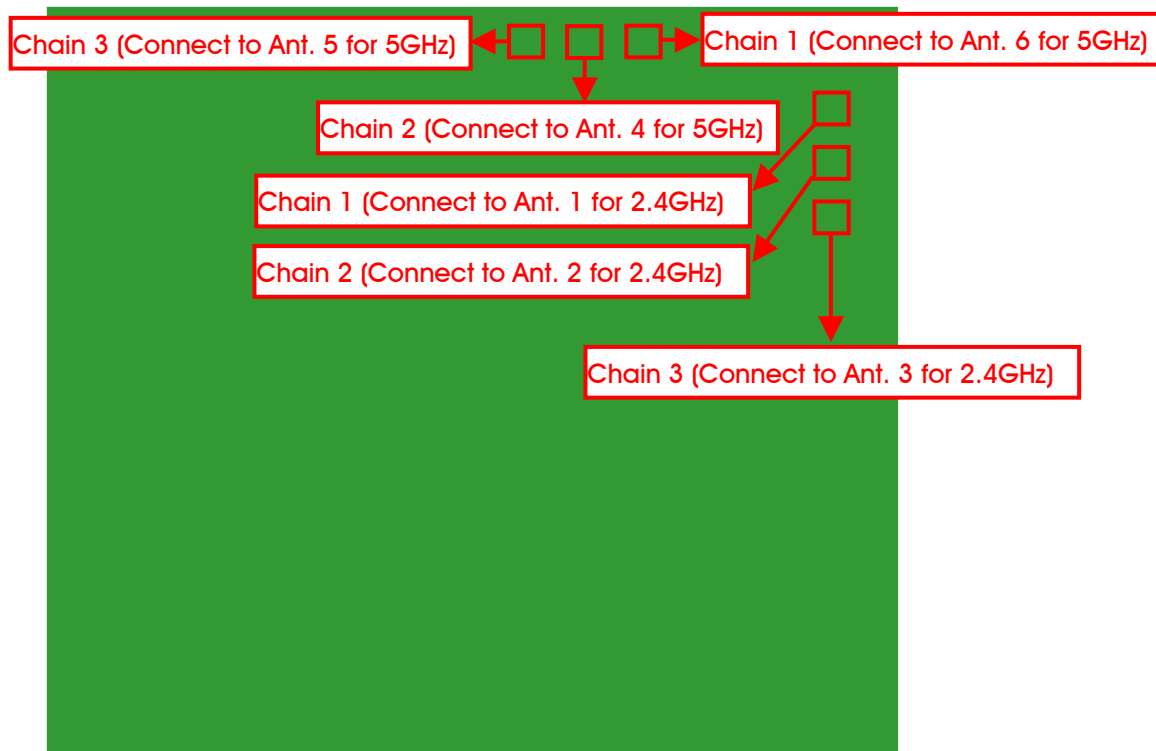 Chain 3 (Connect to Ant. 5 for 5GHz)
Chain 1 (Connect to Ant. 6 for 5GHz)
Chain 2 (Connect to Ant. 4 for 5GHz)
Chain 1 (Connect to Ant. 1 for 2.4GHz)
Chain 2 (Connect to Ant. 2 for 2.4GHz)
Chain 3 (Connect to Ant. 3 for 2.4GHz)